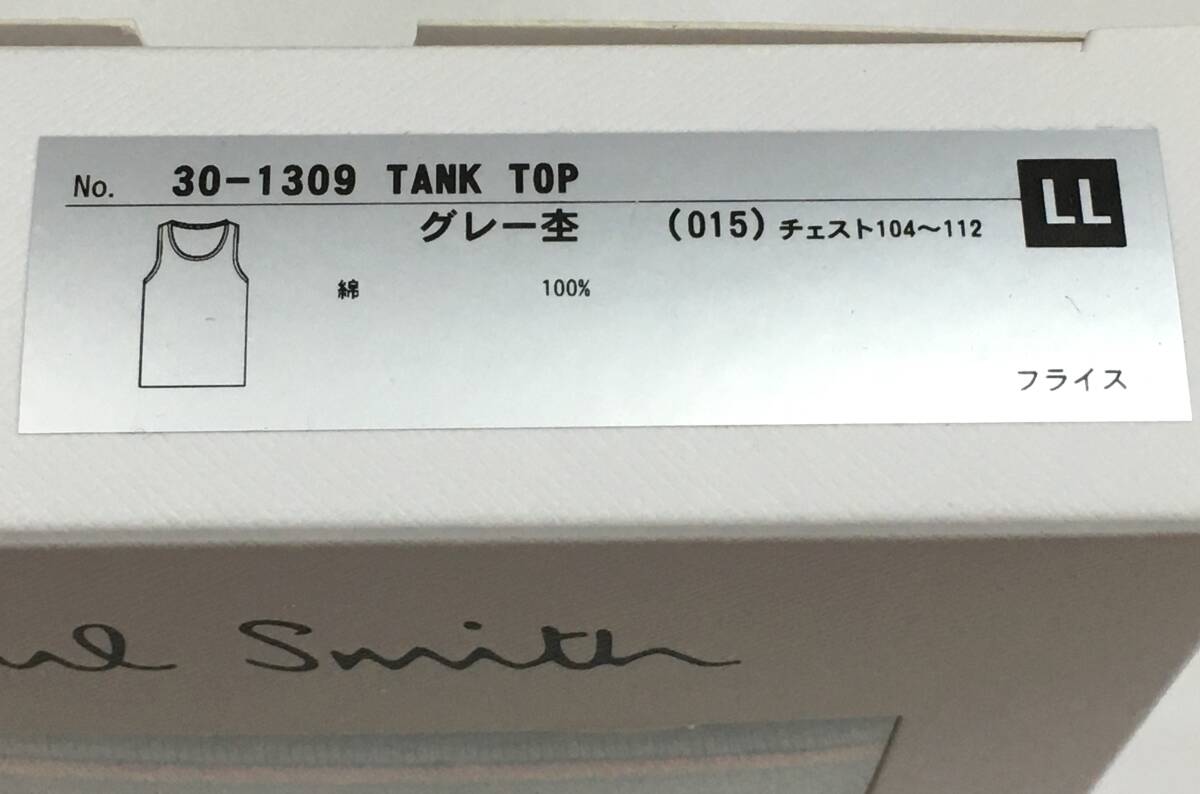 No. 30-1309 TANK TOP
LL
グレー杢 (015) チェスト104～112
綿 100%
フライス
Smith